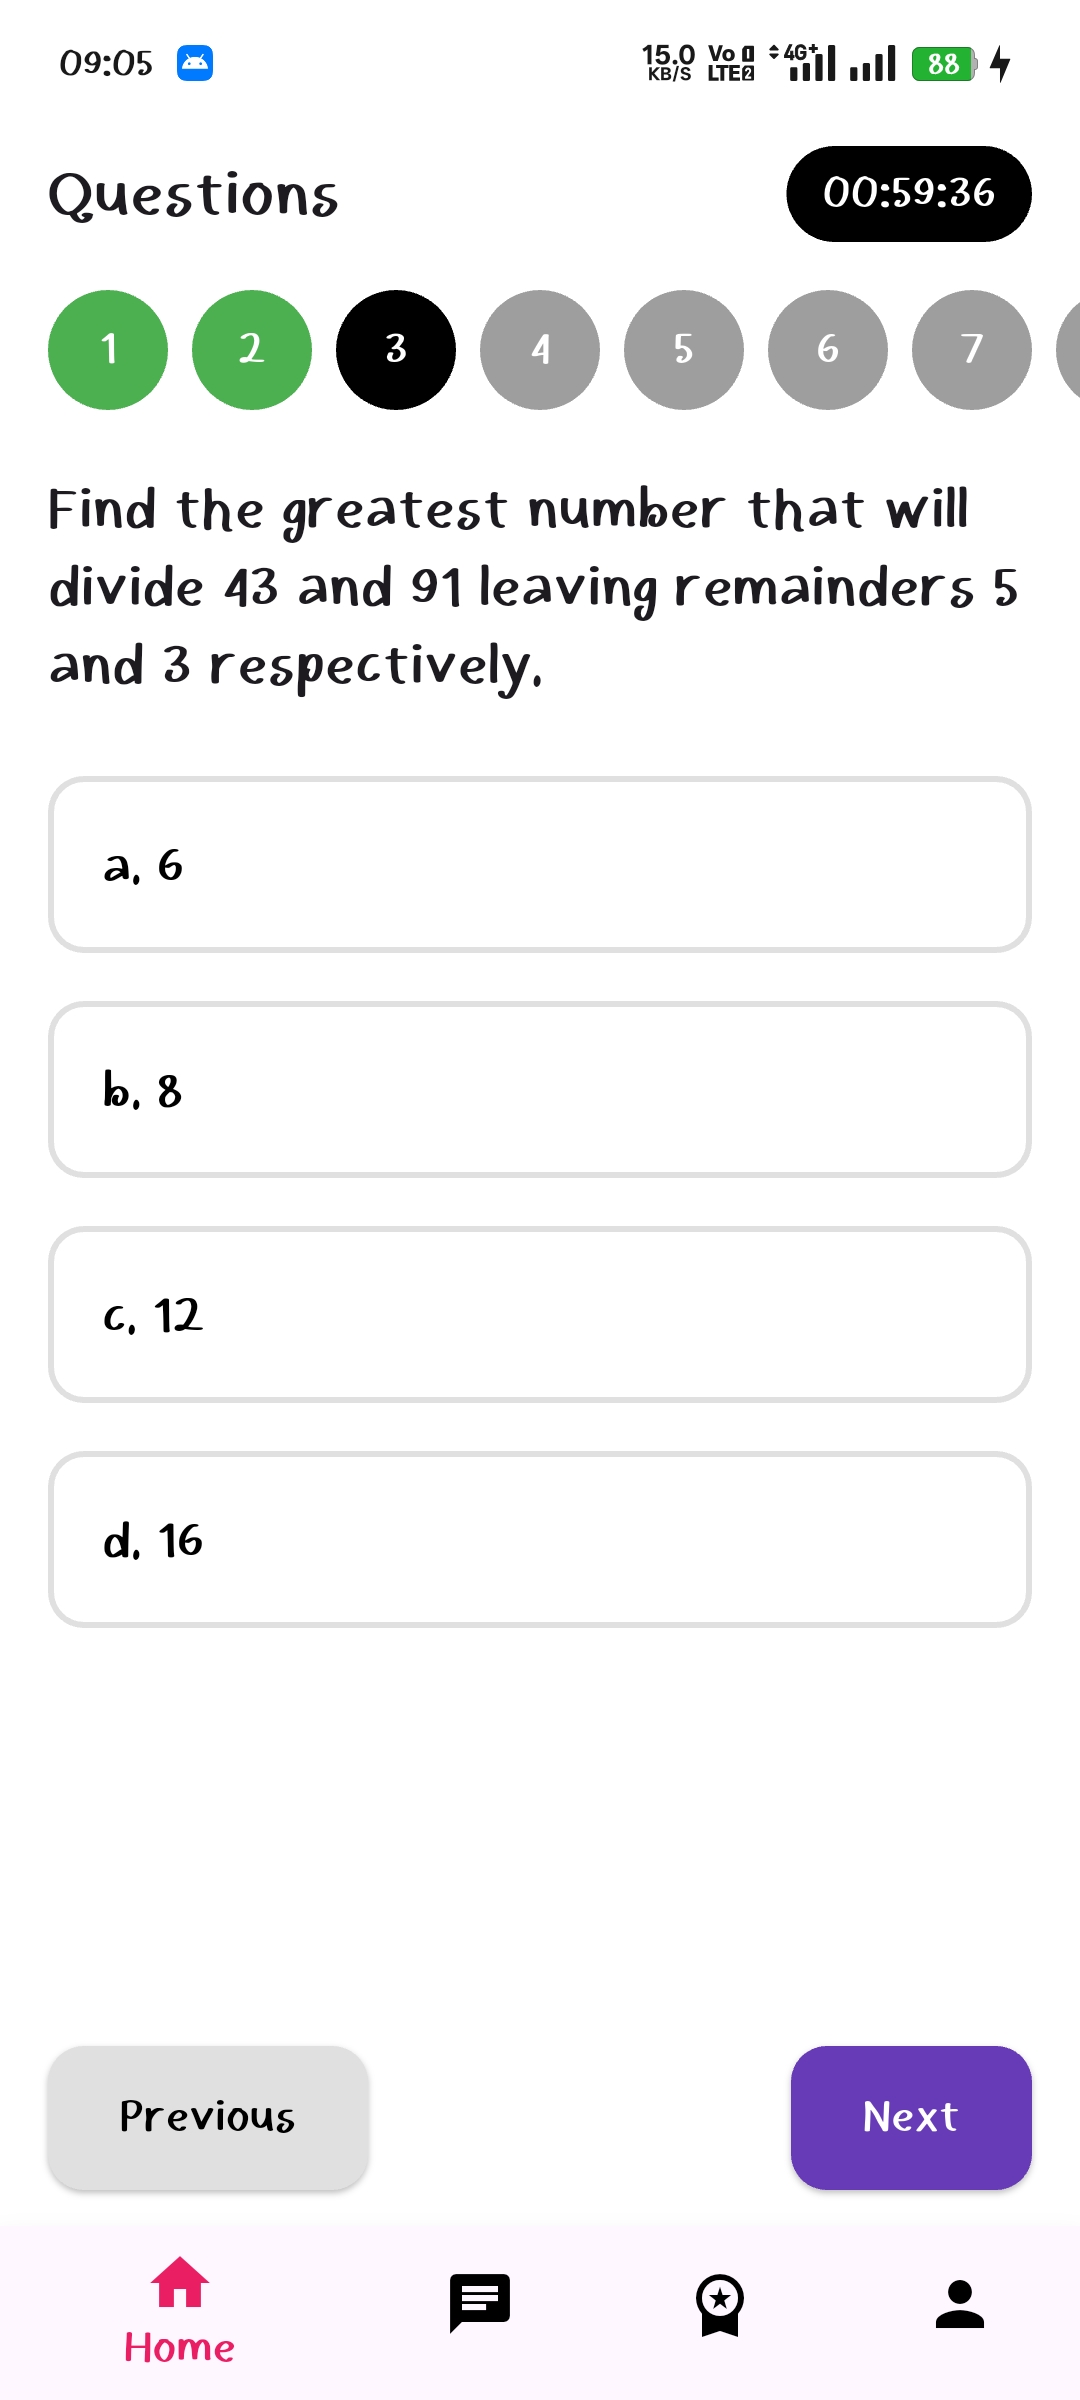 09:05
15.0 KB/S Vo LTE 1 2 4G+ 88
Questions
00:59:36
1 2 3 4 5 6 7
Find the greatest number that will
divide 43 and 91 leaving remainders 5
and 3 respectively.
a. 6
b. 8
c. 12
d. 16
Previous
Next
Home